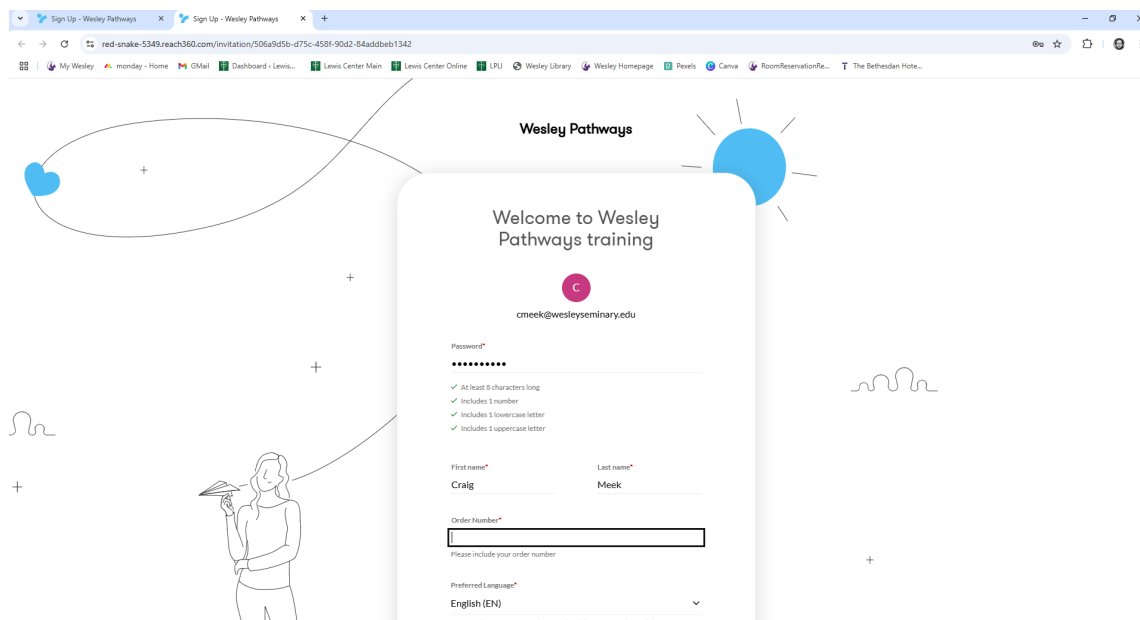 Sign Up - Wesley Pathways
Sign Up - Wesley Pathways
red-snake-5349.reach360.com/invitation/506a9d5b-d75c-458f-90d2-84addbeb1342
My Wesley monday - Home GMail Dashboard ‹ Lewis... Lewis Center Main Lewis Center Online LPLI Wesley Library Wesley Homepage Pexels Canva RoomReservationRe... The Bethesdan Hote...
Wesley Pathways
Welcome to Wesley
Pathways training
C
cmeek@wesleyseminary.edu
Password*
••••••••••
At least 8 characters long
Includes 1 number
Includes 1 lowercase letter
Includes 1 uppercase letter
First name* Last name*
Craig Meek
Order Number*
Please include your order number
Preferred Language*
English (EN)